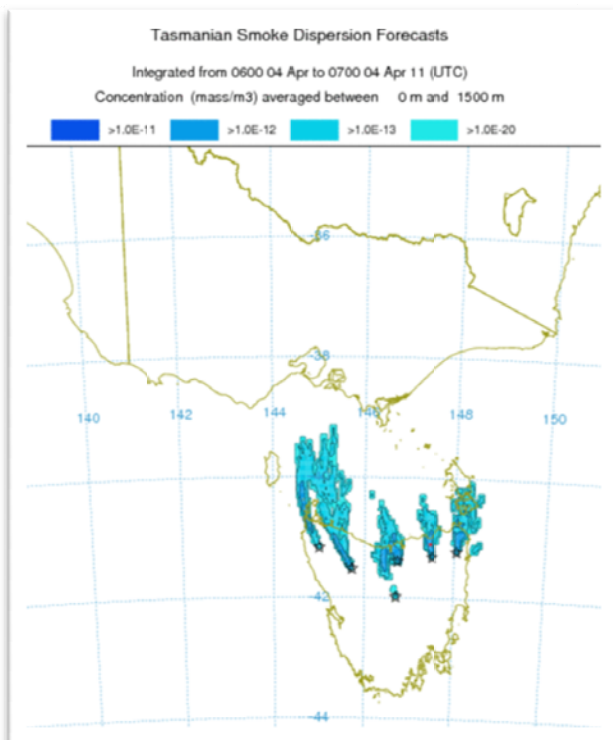 Tasmanian Smoke Dispersion Forecasts
Integrated from 0600 04 Apr to 0700 04 Apr 11 (UTC)
Concentration (mass/m3) averaged between 0 m and 1500 m
>1.0E-11 >1.0E-12 >1.0E-13 >1.0E-20
-36
-38
140 142 144 146 148 150
-42
-44